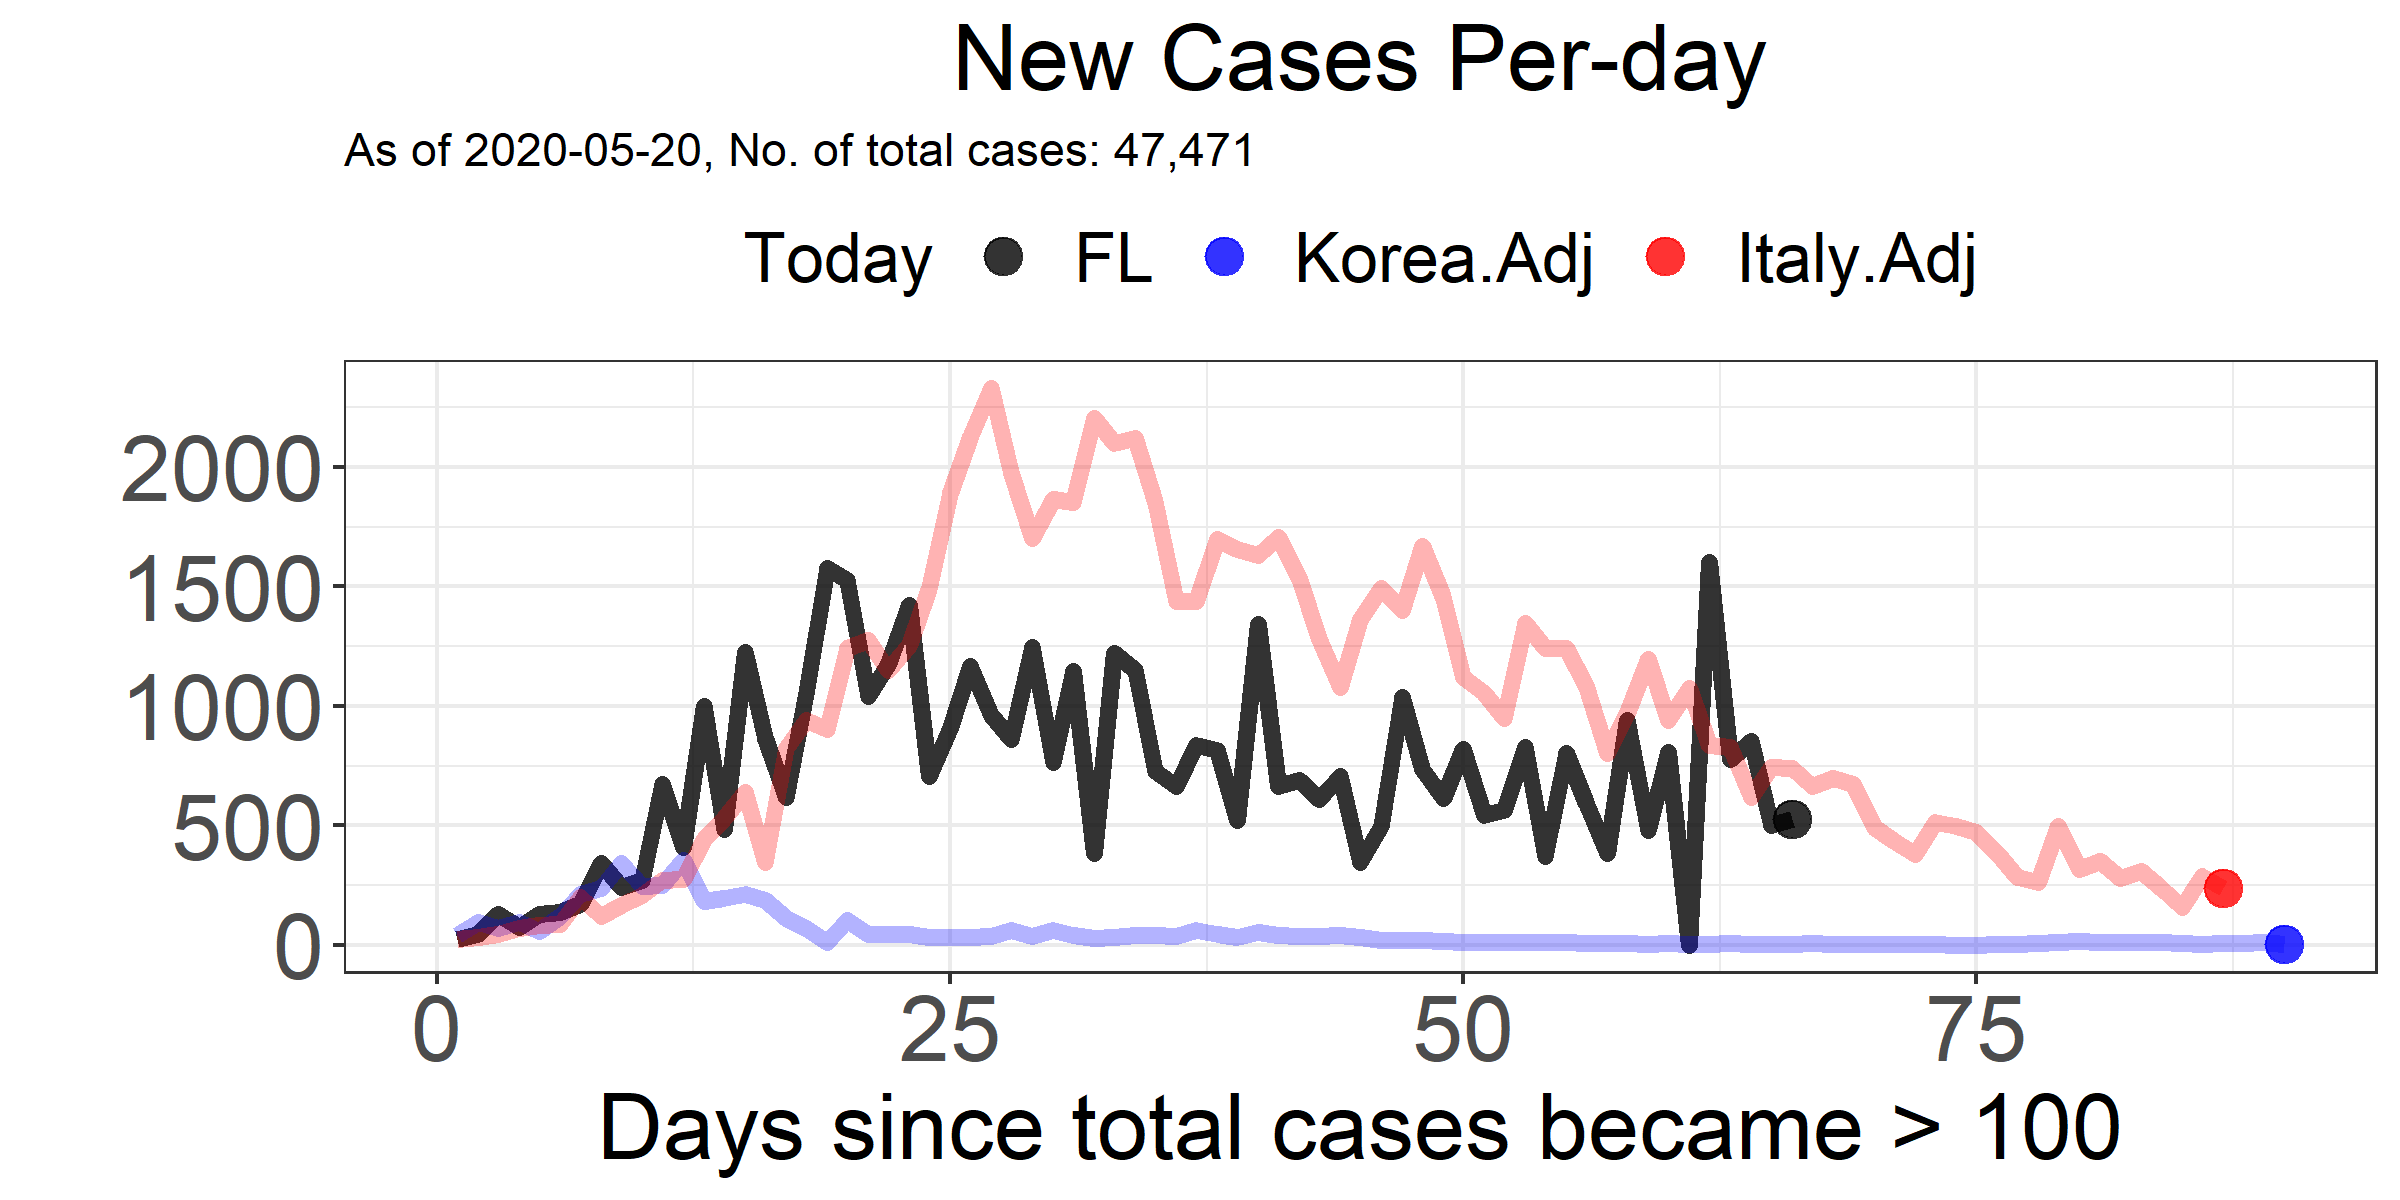 New Cases Per-day
As of 2020-05-20, No. of total cases: 47,471
Today FL Korea.Adj Italy.Adj
2000
1500
1000
500
0
0 25 50 75
Days since total cases became > 100